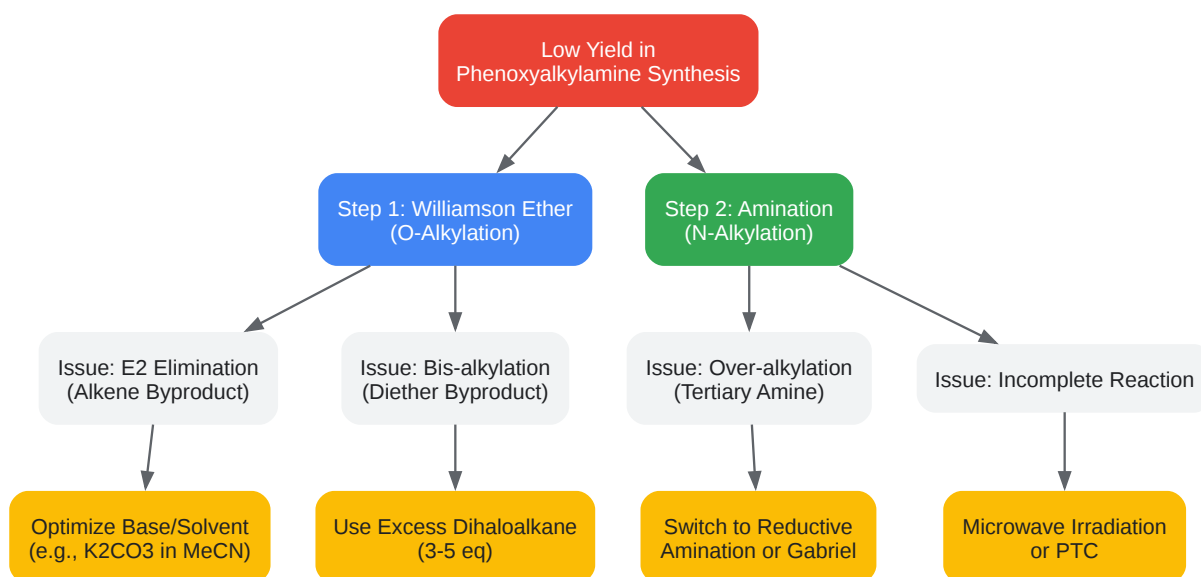 Low Yield in
Phenoxyalkylamine Synthesis
Step 1: Williamson Ether
(O-Alkylation)
Step 2: Amination
(N-Alkylation)
Issue: E2 Elimination
(Alkene Byproduct)
Issue: Bis-alkylation
(Diether Byproduct)
Issue: Over-alkylation
(Tertiary Amine)
Issue: Incomplete Reaction
Optimize Base/Solvent
(e.g., K2CO3 in MeCN)
Use Excess Dihaloalkane
(3-5 eq)
Switch to Reductive
Amination or Gabriel
Microwave Irradiation
or PTC